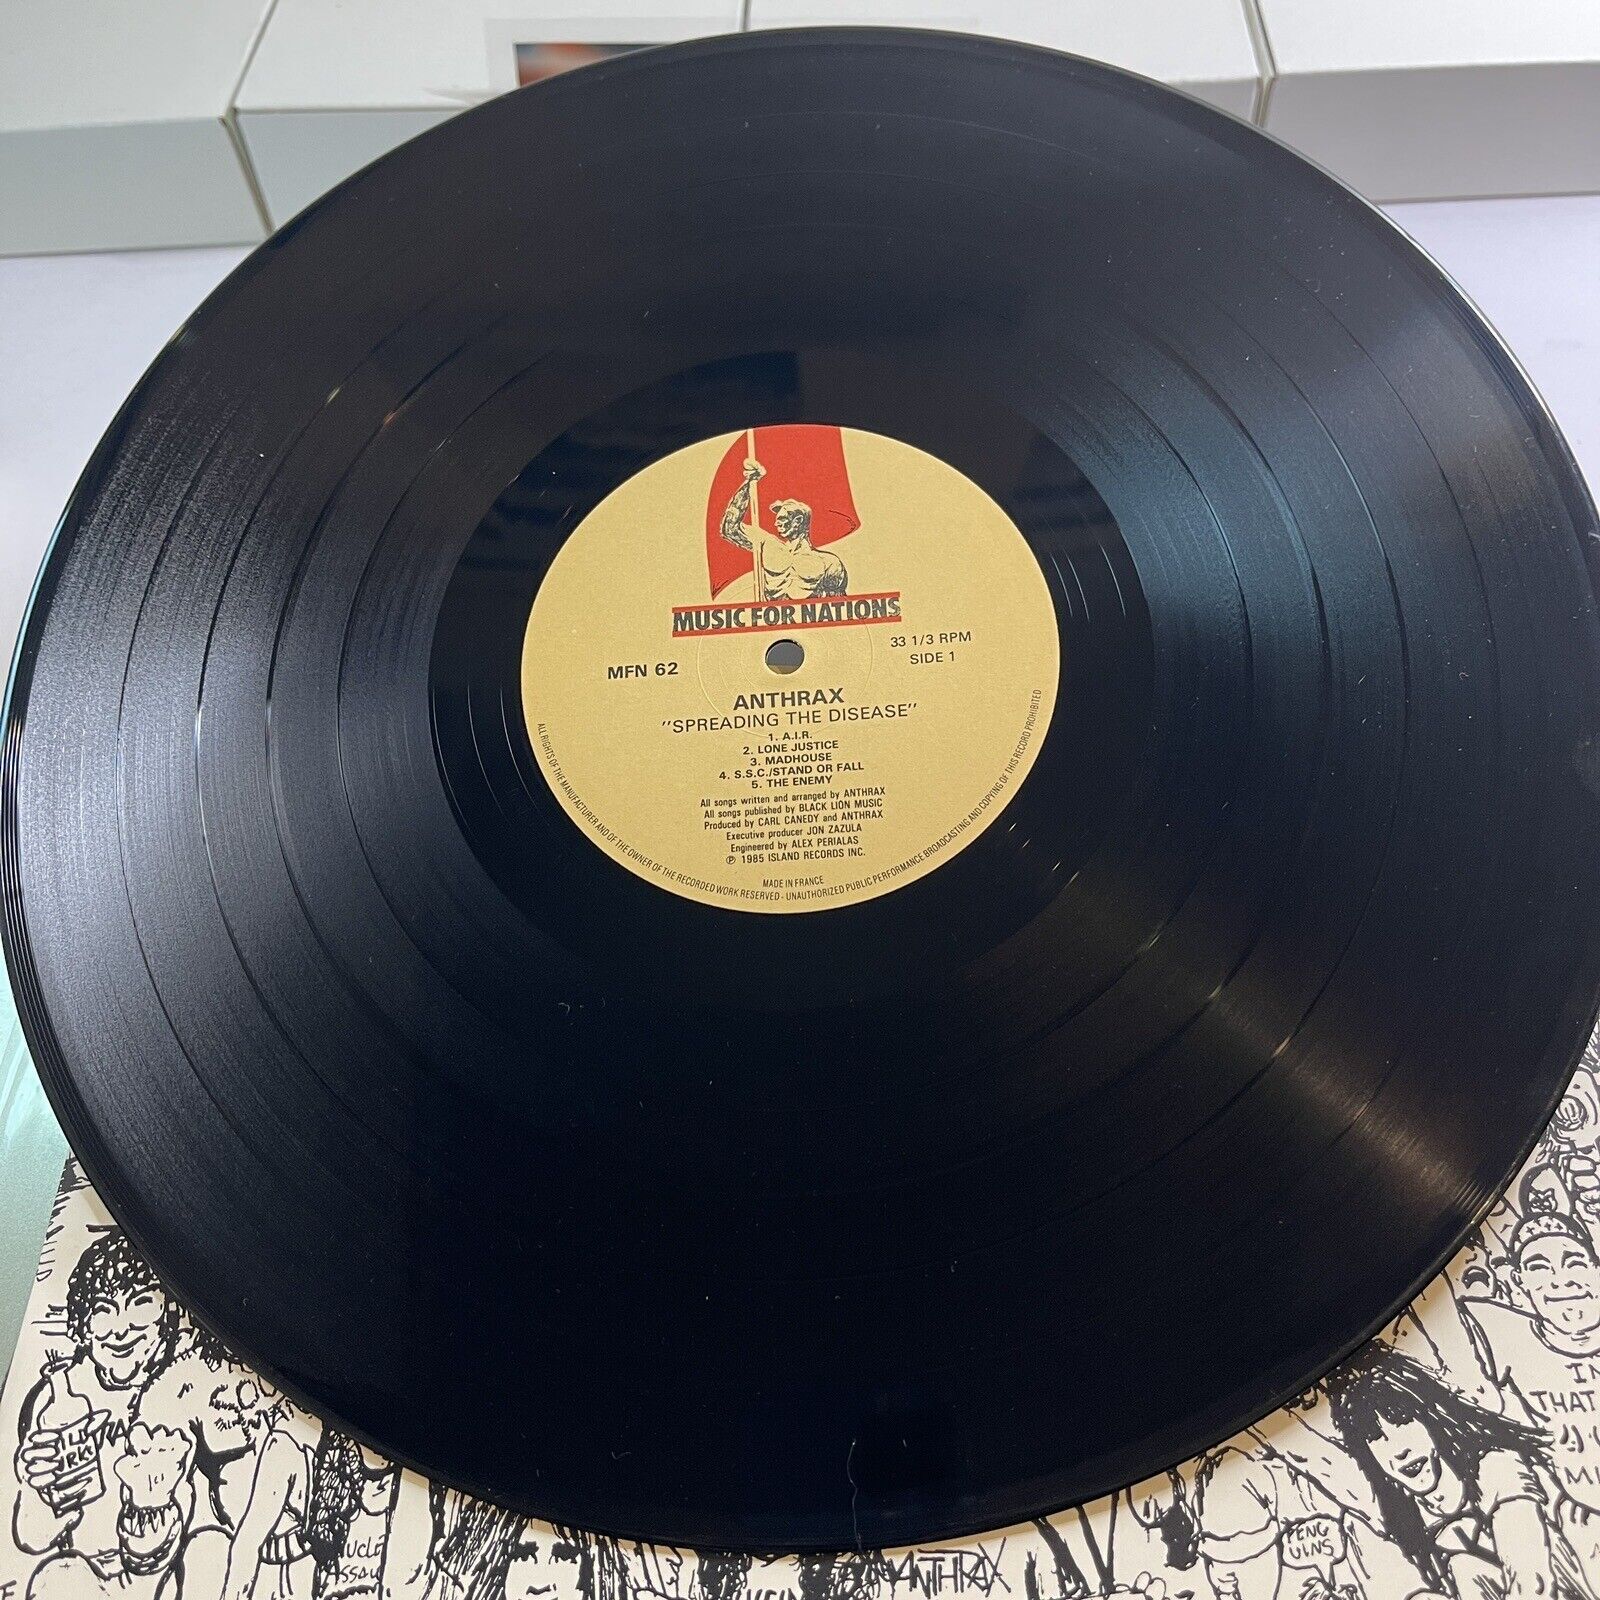 MUSIC FOR NATIONS
33 1/3 RPM
MFN 62
SIDE 1
ANTHRAX
"SPREADING THE DISEASE"
1. A.I.R.
2. LONE JUSTICE
3. MADHOUSE
4. S.S.C./STAND OR FALL
5. THE ENEMY
All songs written and arranged by ANTHRAX
All songs published by BLACK LION MUSIC
Produced by CARL CANEDY and ANTHRAX
Executive producer JON ZAZULA
Engineered by ALEX PERIALAS
℗ 1985 ISLAND RECORDS INC.
MADE IN FRANCE
ALL RIGHTS OF THE MANUFACTURER AND OF THE OWNER OF THE RECORDED WORK RESERVED - UNAUTHORIZED PUBLIC PERFORMANCE BROADCASTING AND COPYING OF THIS RECORD PROHIBITED
IN
THAT
PENG
UINS
ANTHRAX